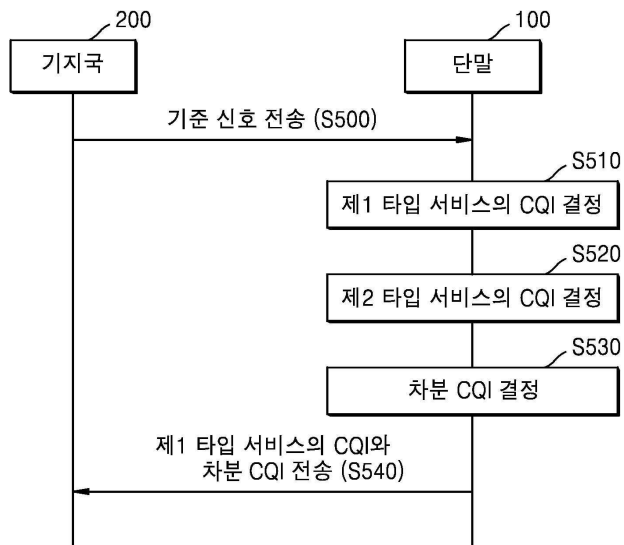 200
100
기지국
단말
기준 신호 전송 (S500)
S510
제1 타입 서비스의 CQI 결정
S520
제2 타입 서비스의 CQI 결정
S530
차분 CQI 결정
제1 타입 서비스의 CQI와
차분 CQI 전송 (S540)